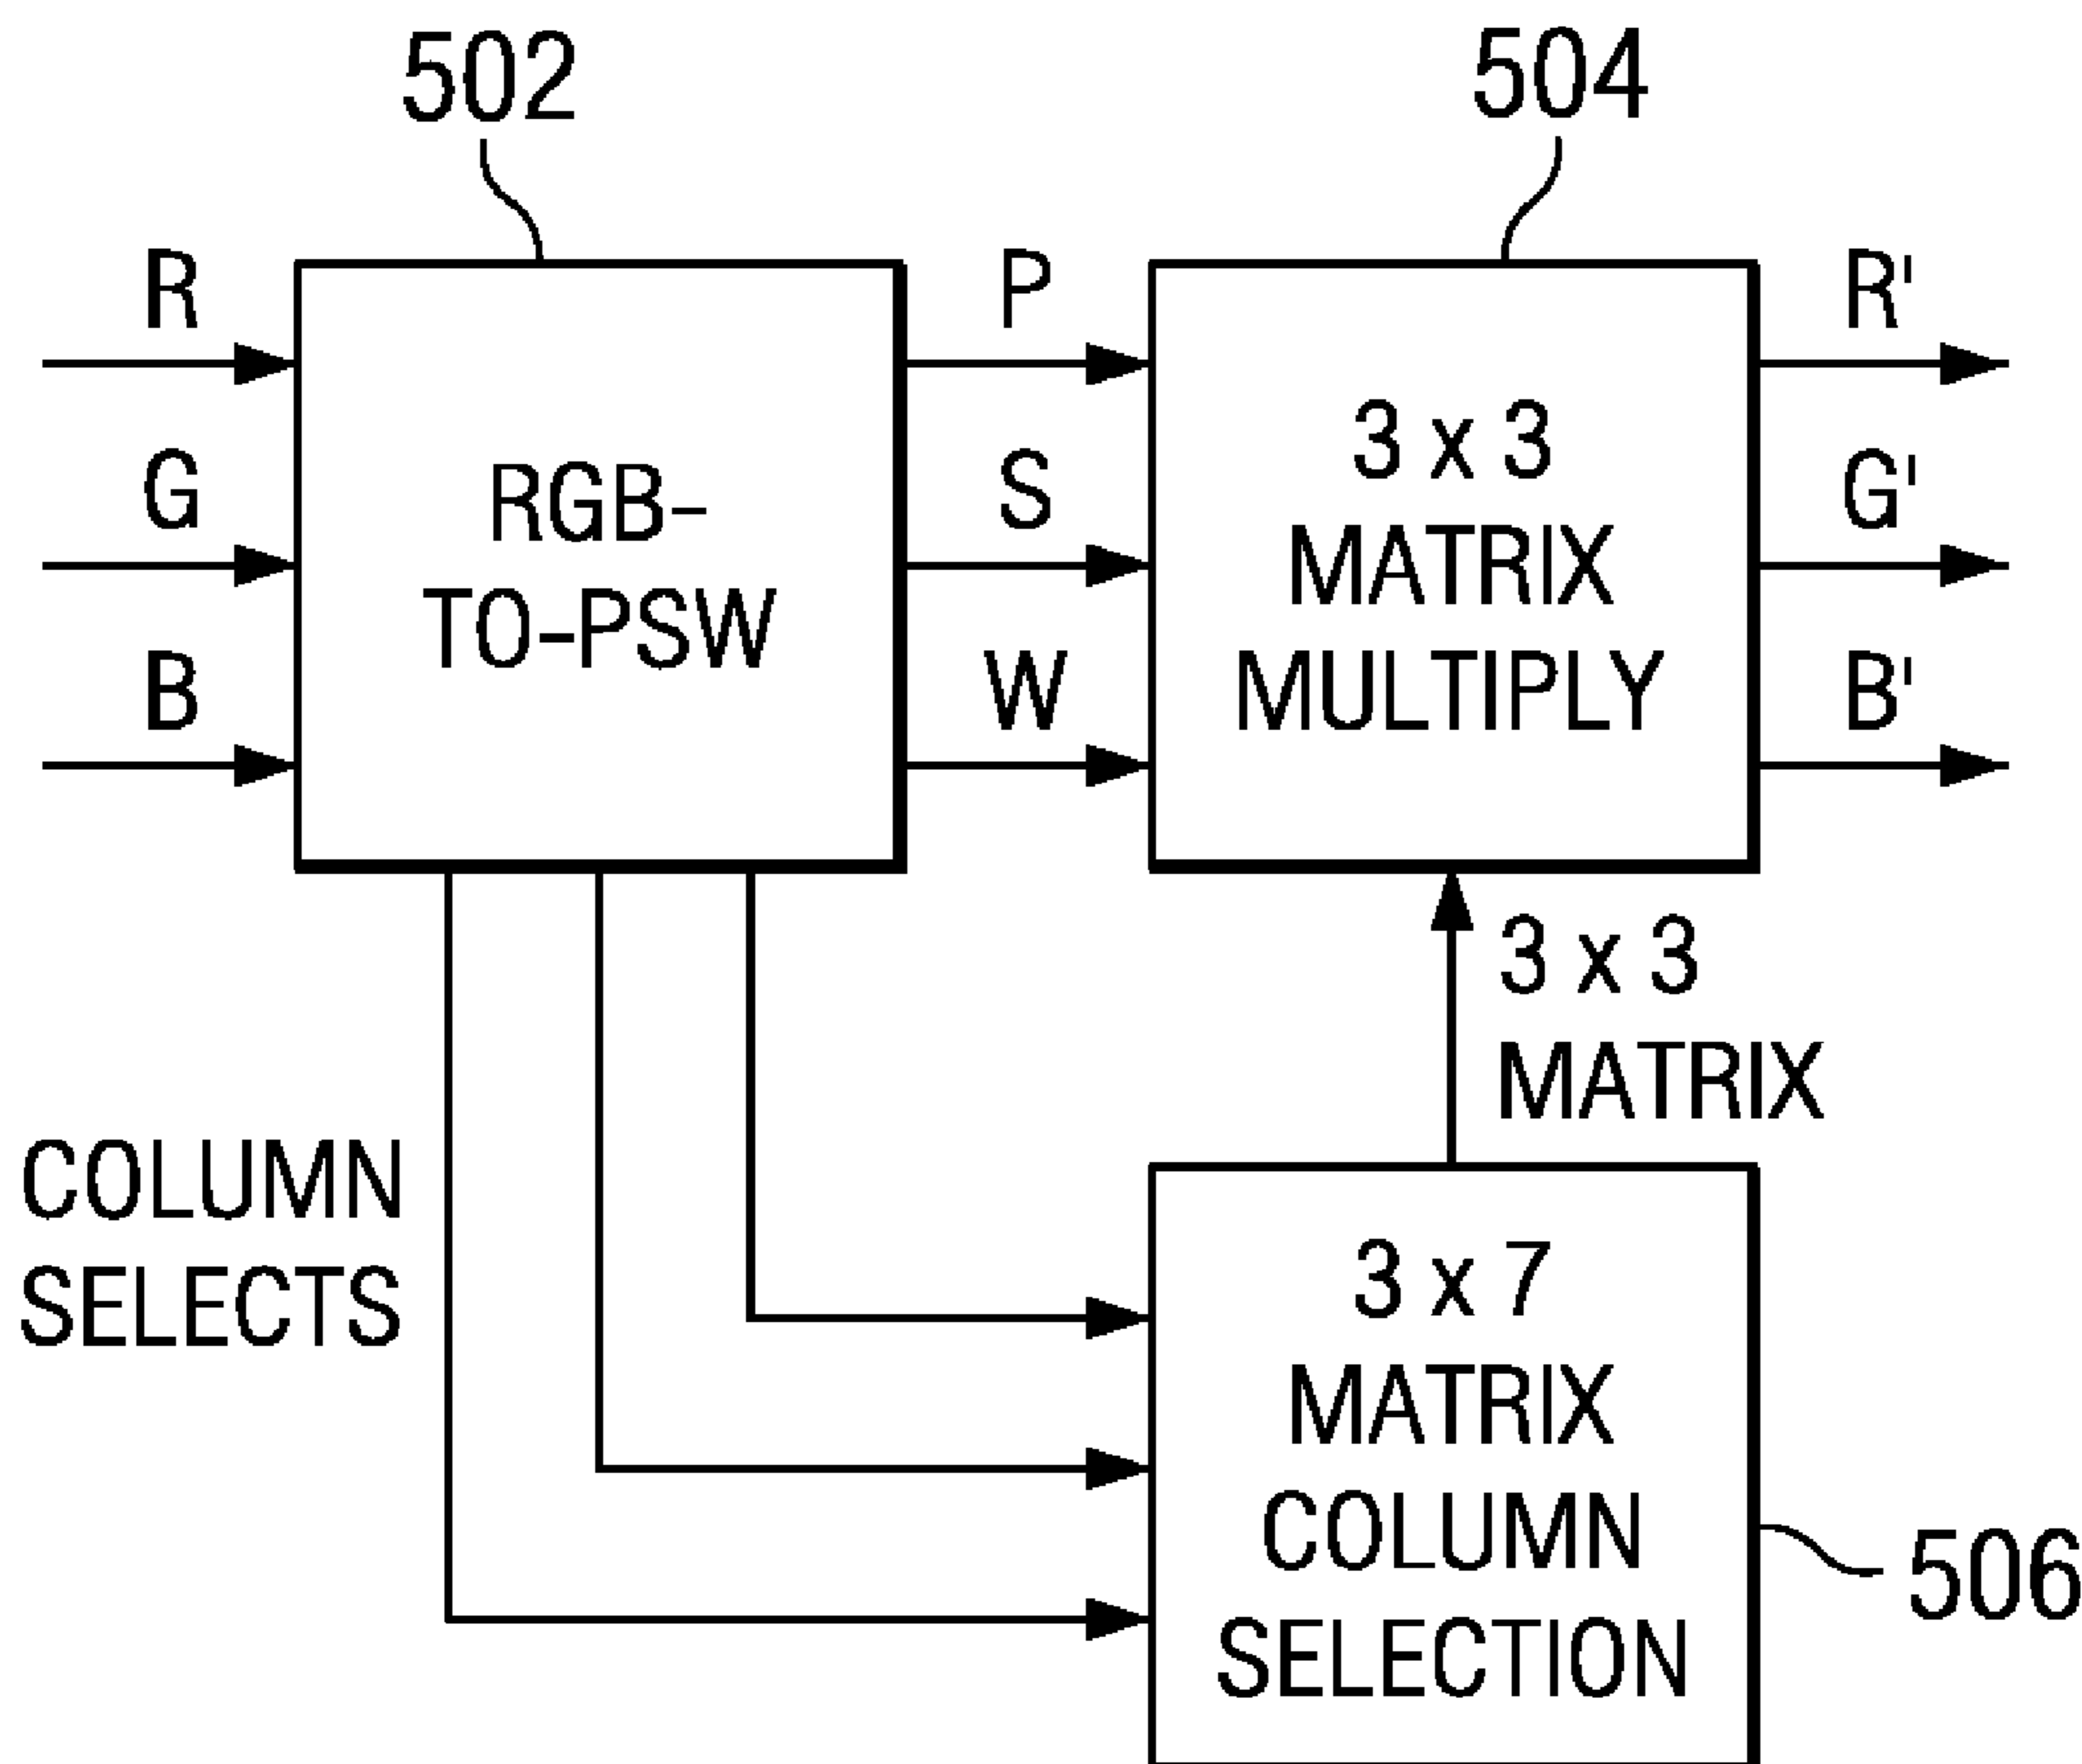 502
504
R
G
B
RGB-
TO-PSW
P
S
W
3 x 3
MATRIX
MULTIPLY
R'
G'
B'
3 x 3
MATRIX
COLUMN
SELECTS
3 x 7
MATRIX
COLUMN
SELECTION
506